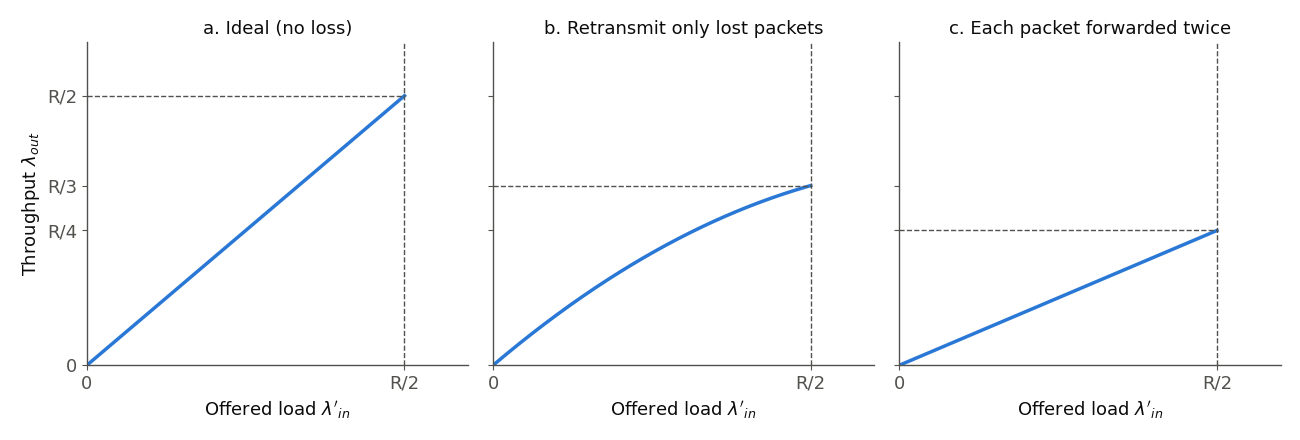 a. Ideal (no loss)
b. Retransmit only lost packets
c. Each packet forwarded twice
Throughput λout
R/2
R/3
R/4
0
0
R/2
0
R/2
0
R/2
Offered load λ′in
Offered load λ′in
Offered load λ′in